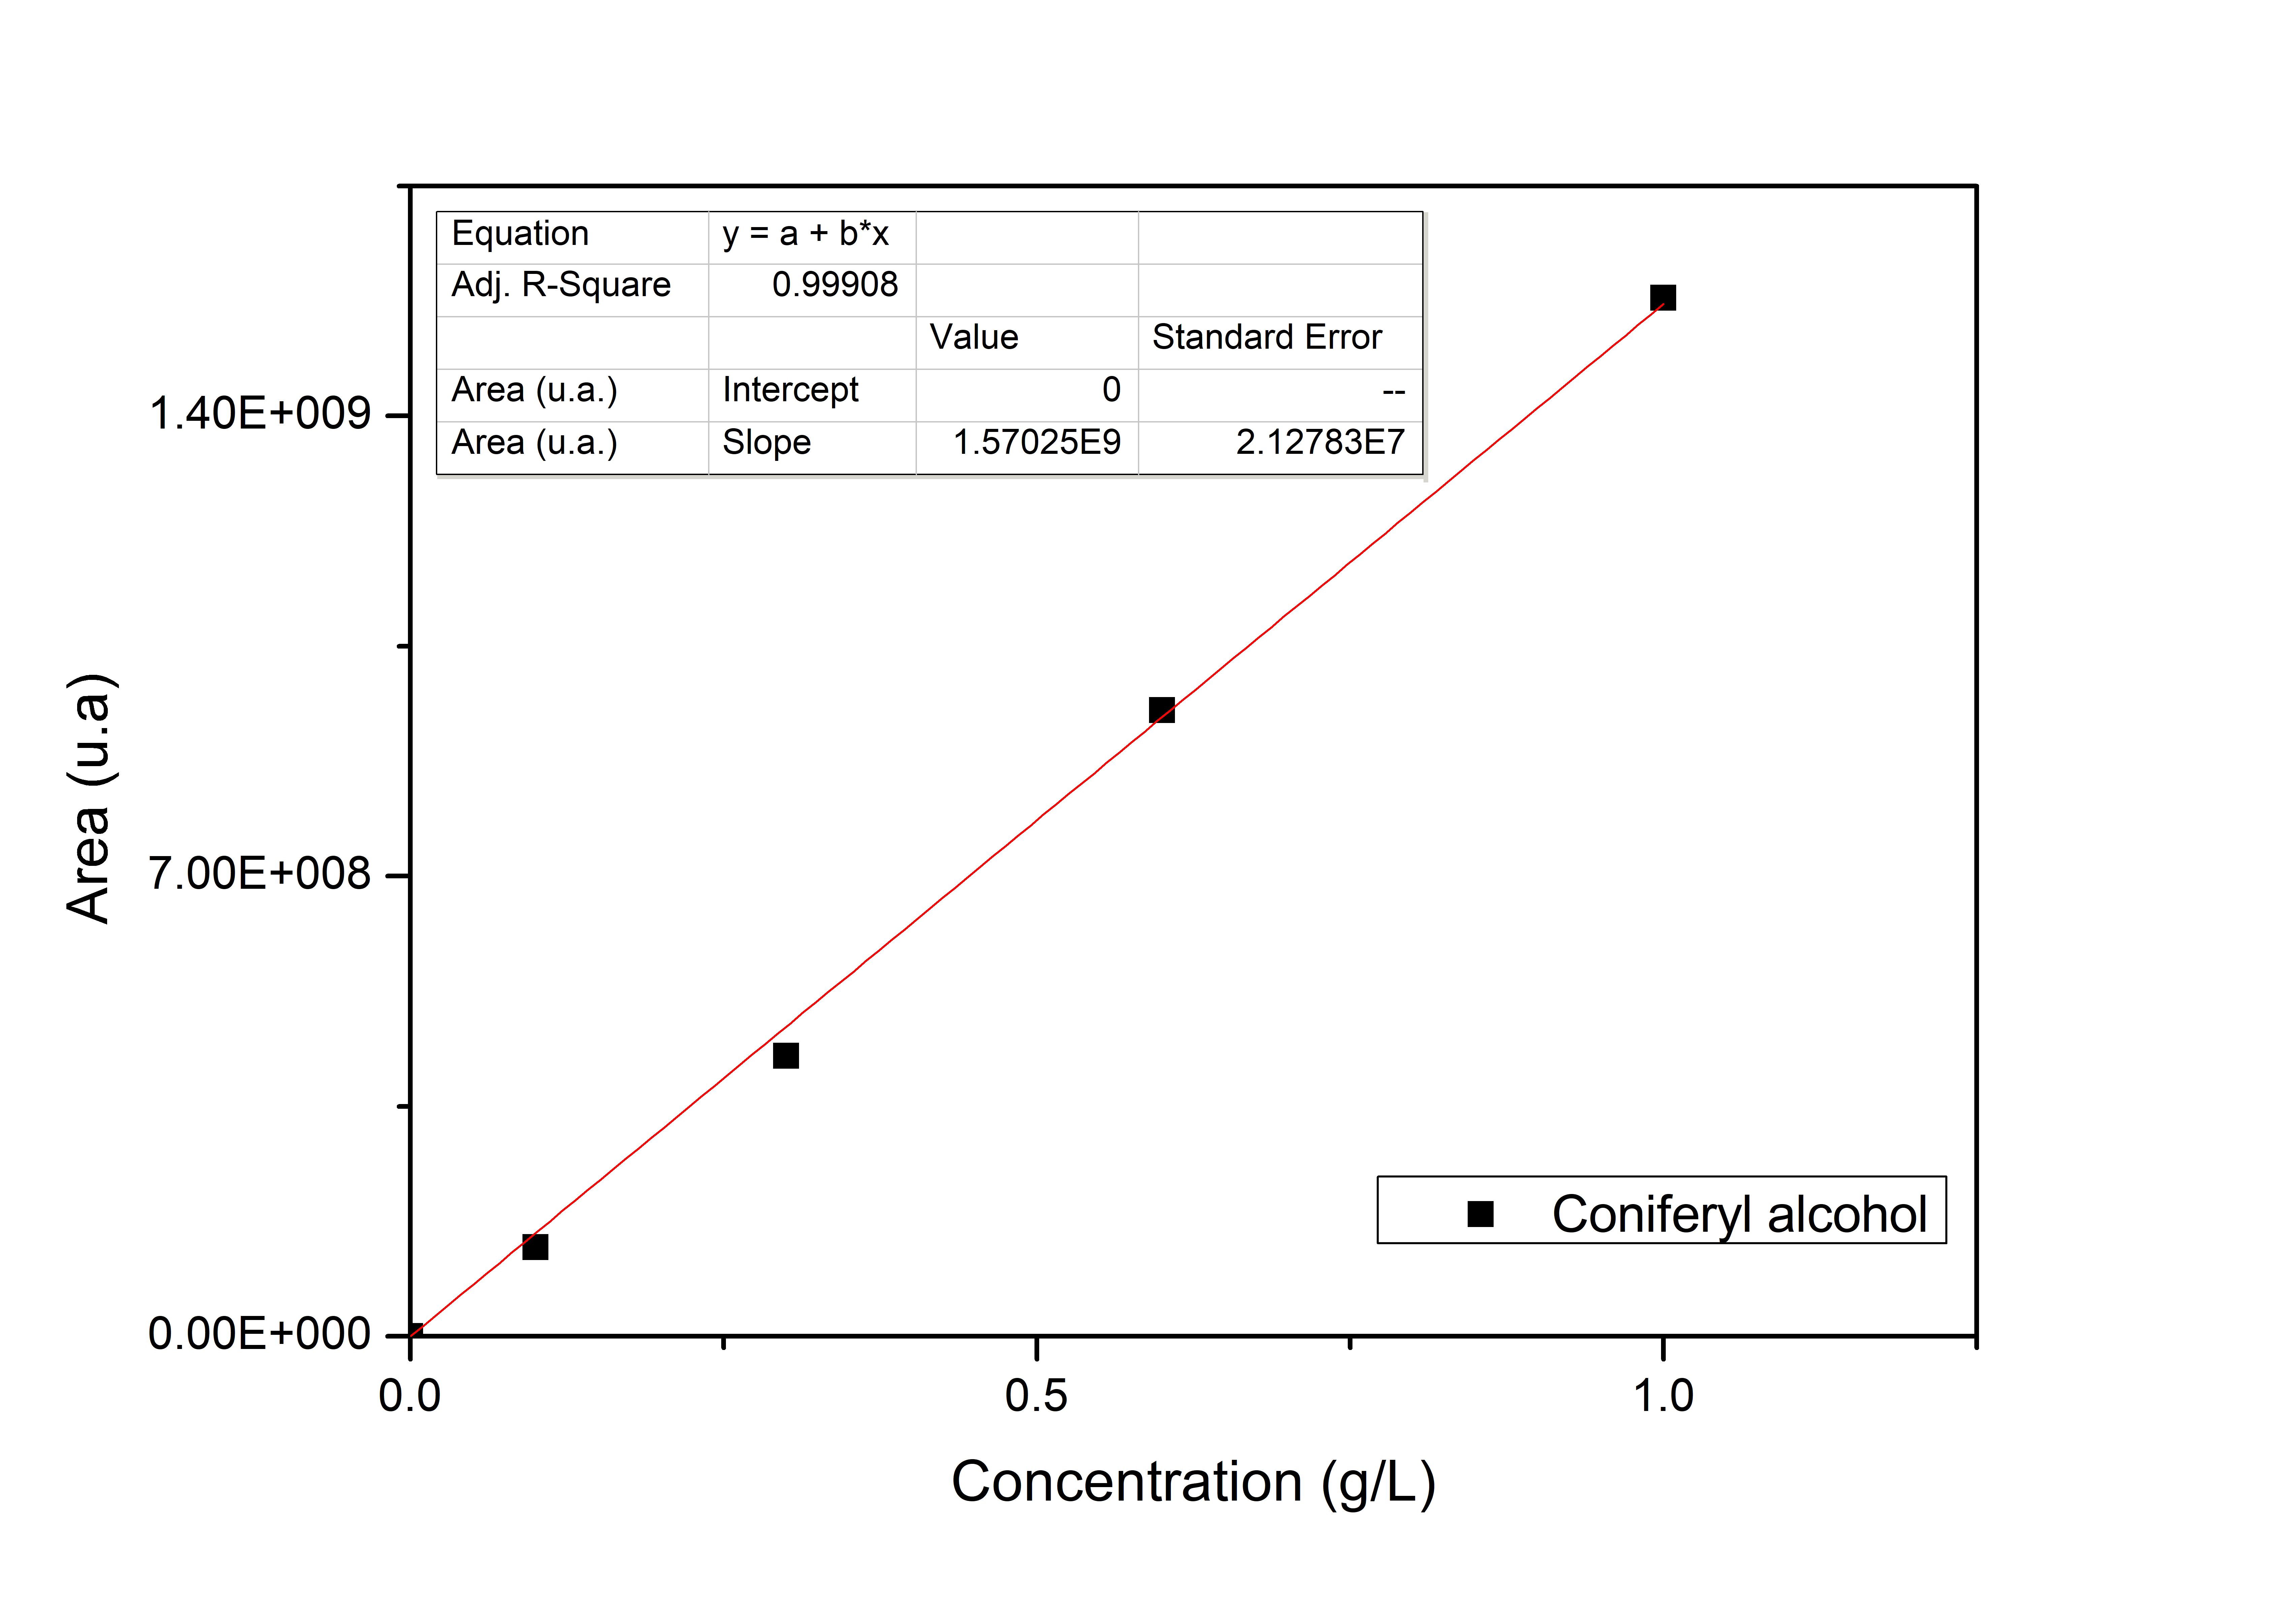 Equation y = a + b*x
Adj. R-Square 0.99908
Value Standard Error
Area (u.a.) Intercept 0 --
Area (u.a.) Slope 1.57025E9 2.12783E7
1.40E+009
7.00E+008
0.00E+000
Area (u.a)
Coniferyl alcohol
0.0 0.5 1.0
Concentration (g/L)